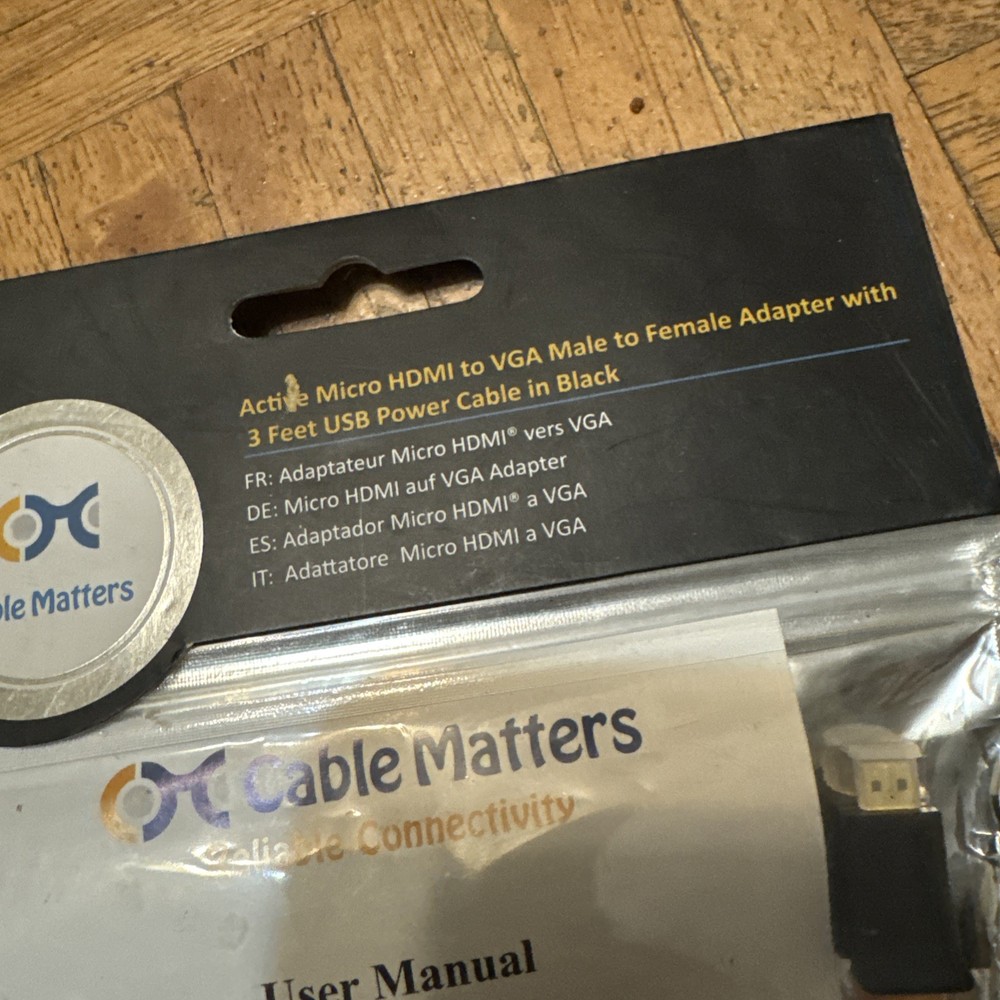 Active Micro HDMI to VGA Male to Female Adapter with
3 Feet USB Power Cable in Black
FR: Adaptateur Micro HDMI® vers VGA
DE: Micro HDMI auf VGA Adapter
ES: Adaptador Micro HDMI® a VGA
IT: Adattatore Micro HDMI a VGA
ble Matters
Cable Matters
Reliable Connectivity
User Manual